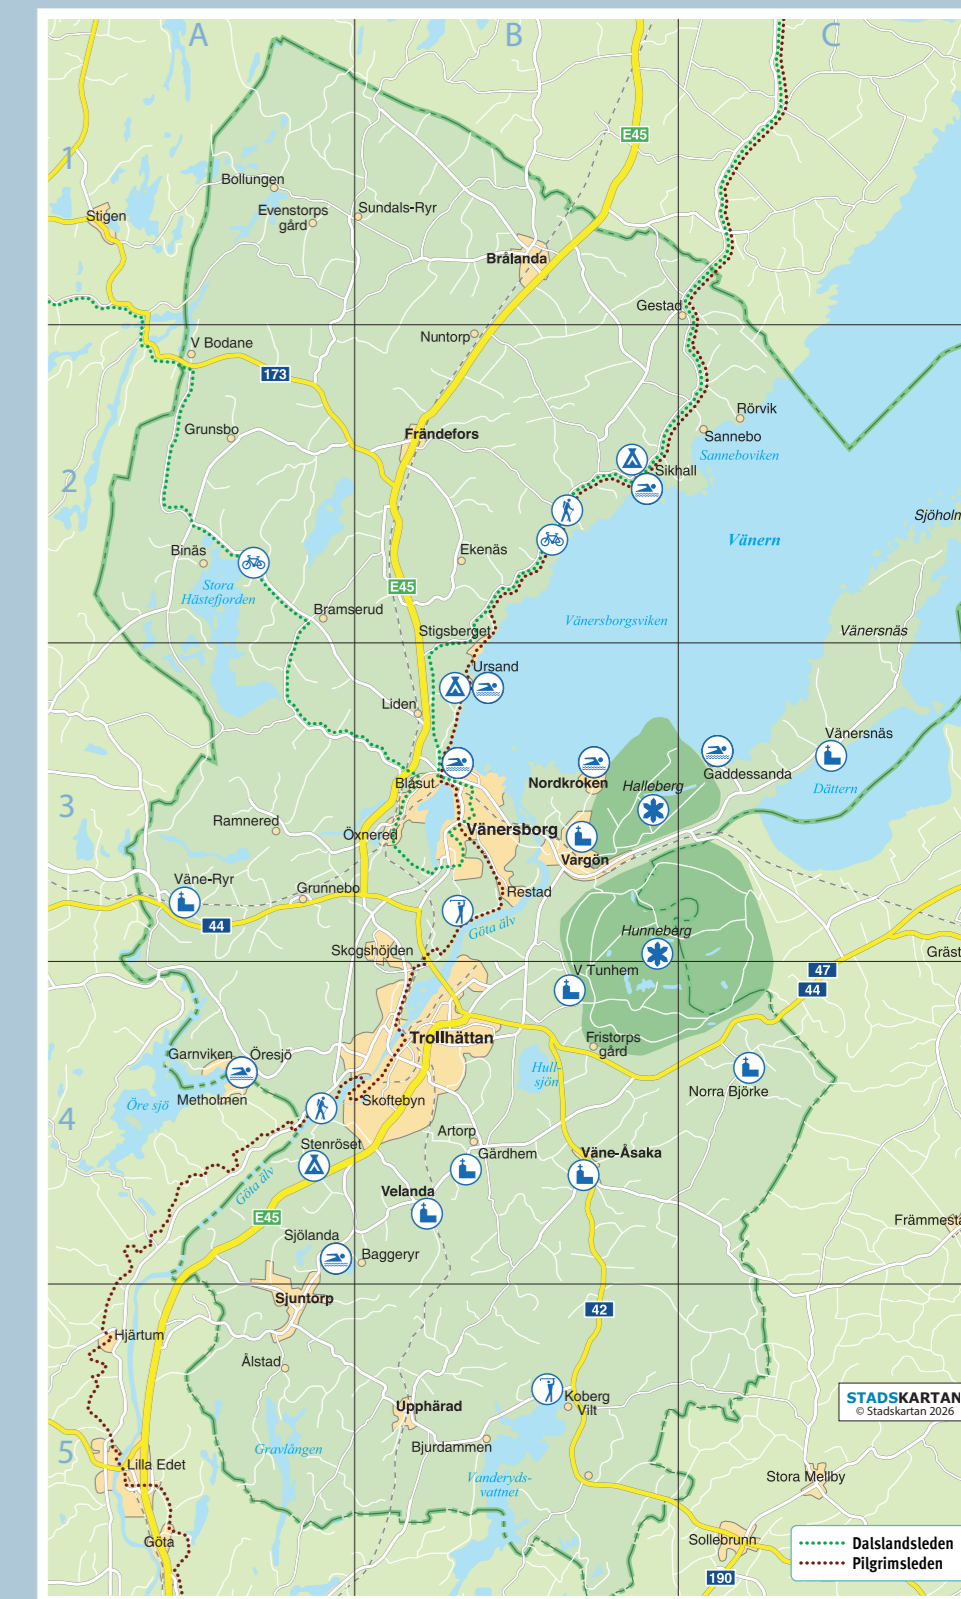 A
B
C
1
E45
Bollungen
Stigen
Evenstorps
gård
Sundals-Ryr
Brålanda
Gestad
Nuntorp
V Bodane
173
Rörvik
Grunsbo
Frändefors
Sannebo
Sanneboviken
Sikhall
2
Sjöholm
Vänern
Binäs
Ekenäs
Stora
Hästefjorden
E45
Bramserud
Vänersborgsviken
Stigsberget
Vänersnäs
Ursand
Liden
Vänersnäs
Gaddessanda
Blåsut
Nordkroken
Halleberg
Dättern
3
Ramnered
Öxnered
Vänersborg
Vargön
Väne-Ryr
Grunnebo
Restad
44
Göta älv
Hunneberg
Skogshöjden
Gräst
V Tunhem
47
44
Trollhättan
Fristorps
gård
Garnviken
Öresjö
Hull-
sjön
Norra Björke
Öre sjö
Metholmen
Skoftebyn
4
Artorp
Stenröset
Gärdhem
Väne-Åsaka
Göta älv
Velanda
E45
Främmesta
Sjölanda
Baggeryr
Sjuntorp
42
Hjärtum
Ålstad
Koberg
Vilt
STADSKARTAN
© Stadskartan 2026
Upphärad
5
Gravlången
Bjurdammen
Lilla Edet
Vanderyds-
vattnet
Stora Mellby
Göta
Sollebrunn
Dalslandsleden
Pilgrimsleden
190